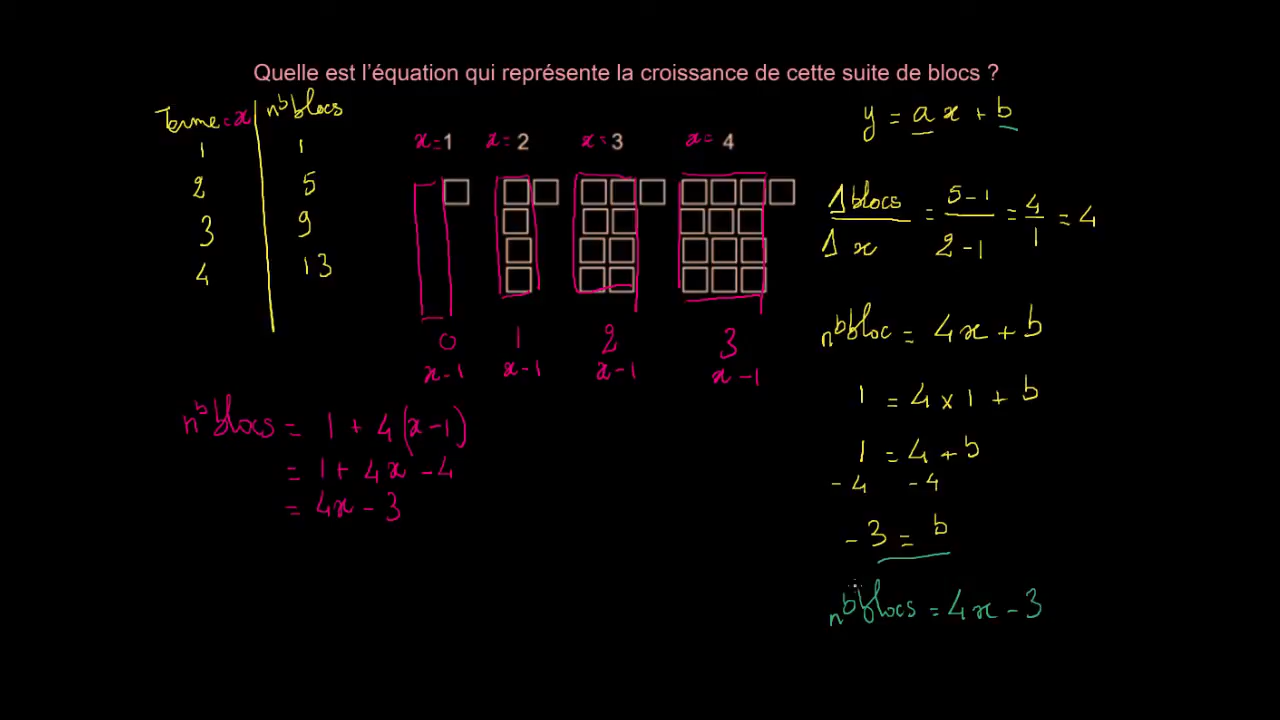 Quelle est l'équation qui représente la croissance de cette suite de blocs ?
Terme = x | nᵇ blocs
1 | 1
2 | 5
3 | 9
4 | 13
x = 1 x = 2 x = 3 x = 4
0 1 2 3
x - 1 x - 1 x - 1 x - 1
nᵇ blocs = 1 + 4(x - 1)
= 1 + 4x - 4
= 4x - 3
y = ax + b
Δ blocs / Δ x = 5 - 1 / 2 - 1 = 4 / 1 = 4
nᵇ bloc = 4x + b
1 = 4 × 1 + b
1 = 4 + b
- 4 - 4
- 3 = b
nᵇ blocs = 4x - 3